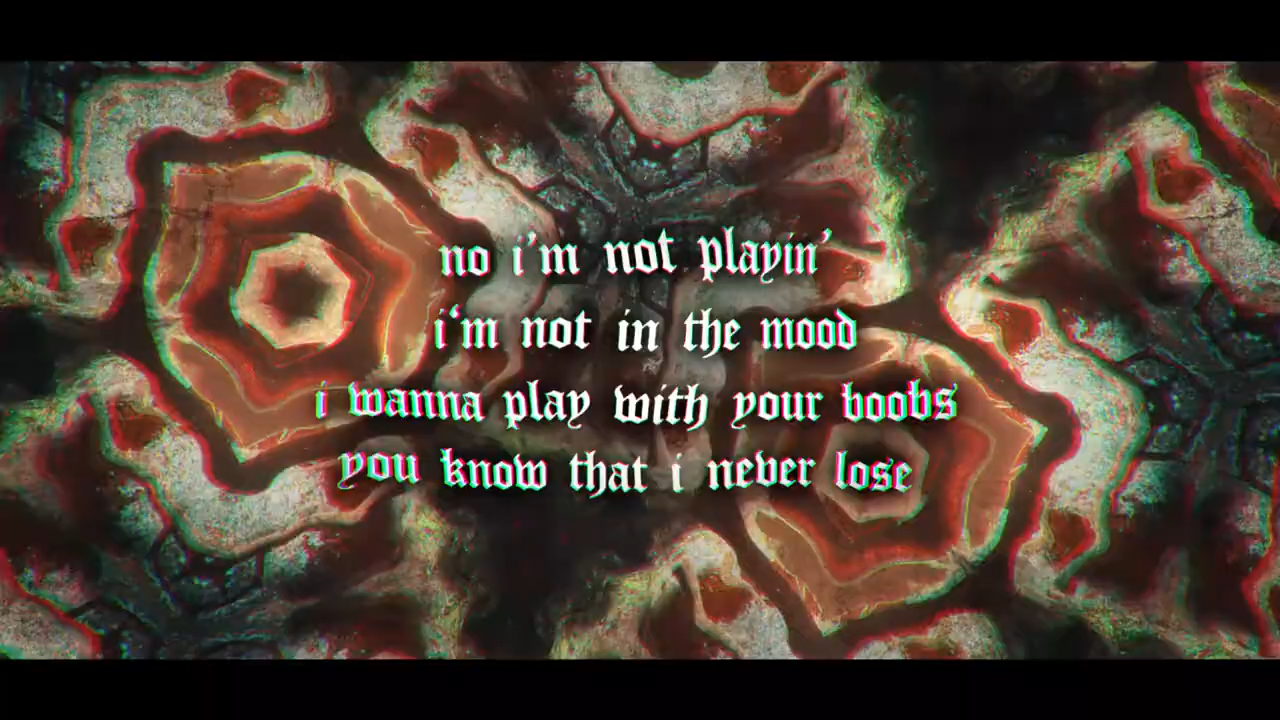 no i'm not playin'
i‘m not in the mood
i wanna play with your boobs
you know that i never lose